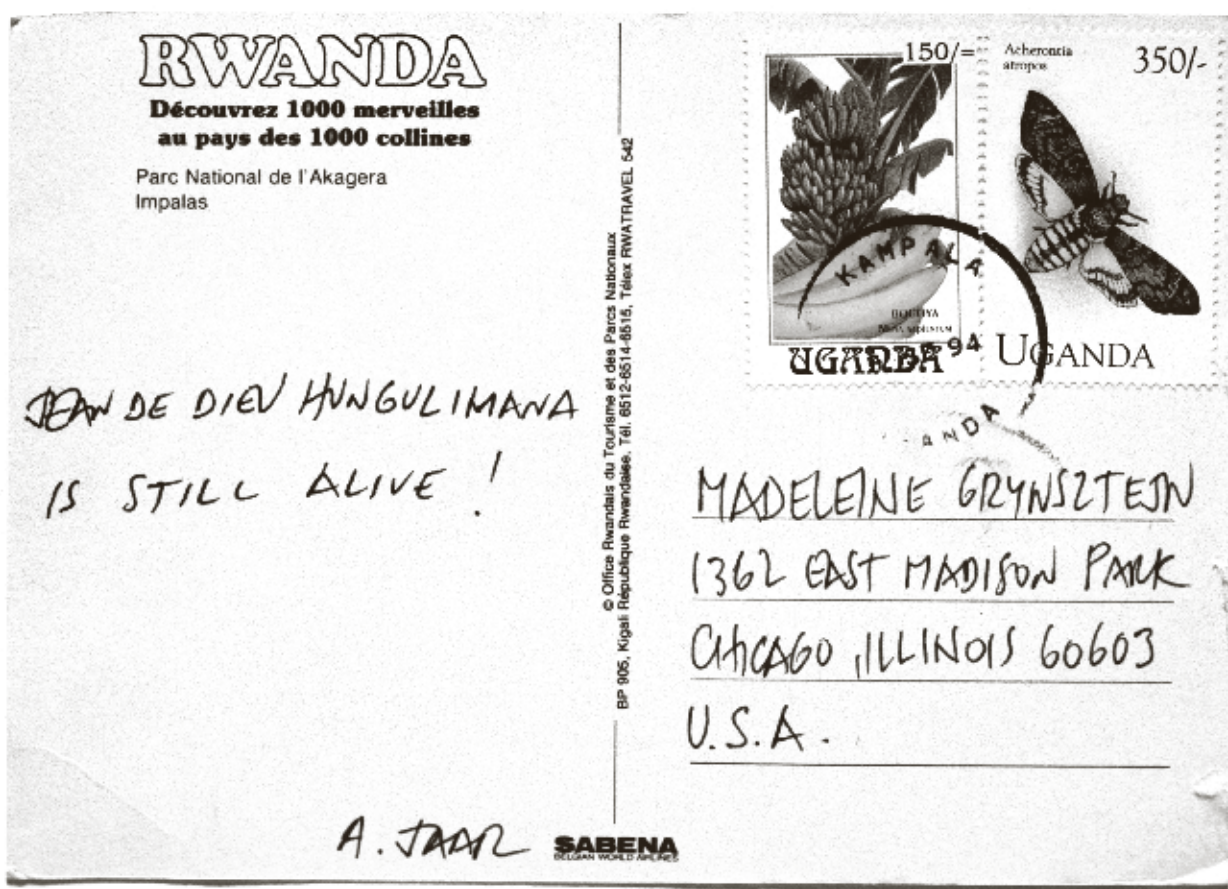 RWANDA
Découvrez 1000 merveilles
au pays des 1000 collines
Parc National de l'Akagera
Impalas
JEAN DE DIEU HUNGULIMANA
IS STILL ALIVE !
A. JAAR
© Office Rwandais du Tourisme et des Parcs Nationaux
BP 905, Kigali République Rwandaise, Tél. 6512-6514-6515, Télex RWATRAVEL 542
SABENA
BELGIAN WORLD AIRLINES
150/=
UGANDA
Acherontia
atropos
350/-
UGANDA
KAMPALA
94
ANDA
MADELEINE GRYNSZTEJN
1362 EAST MADISON PARK
CHICAGO, ILLINOIS 60603
U.S.A.